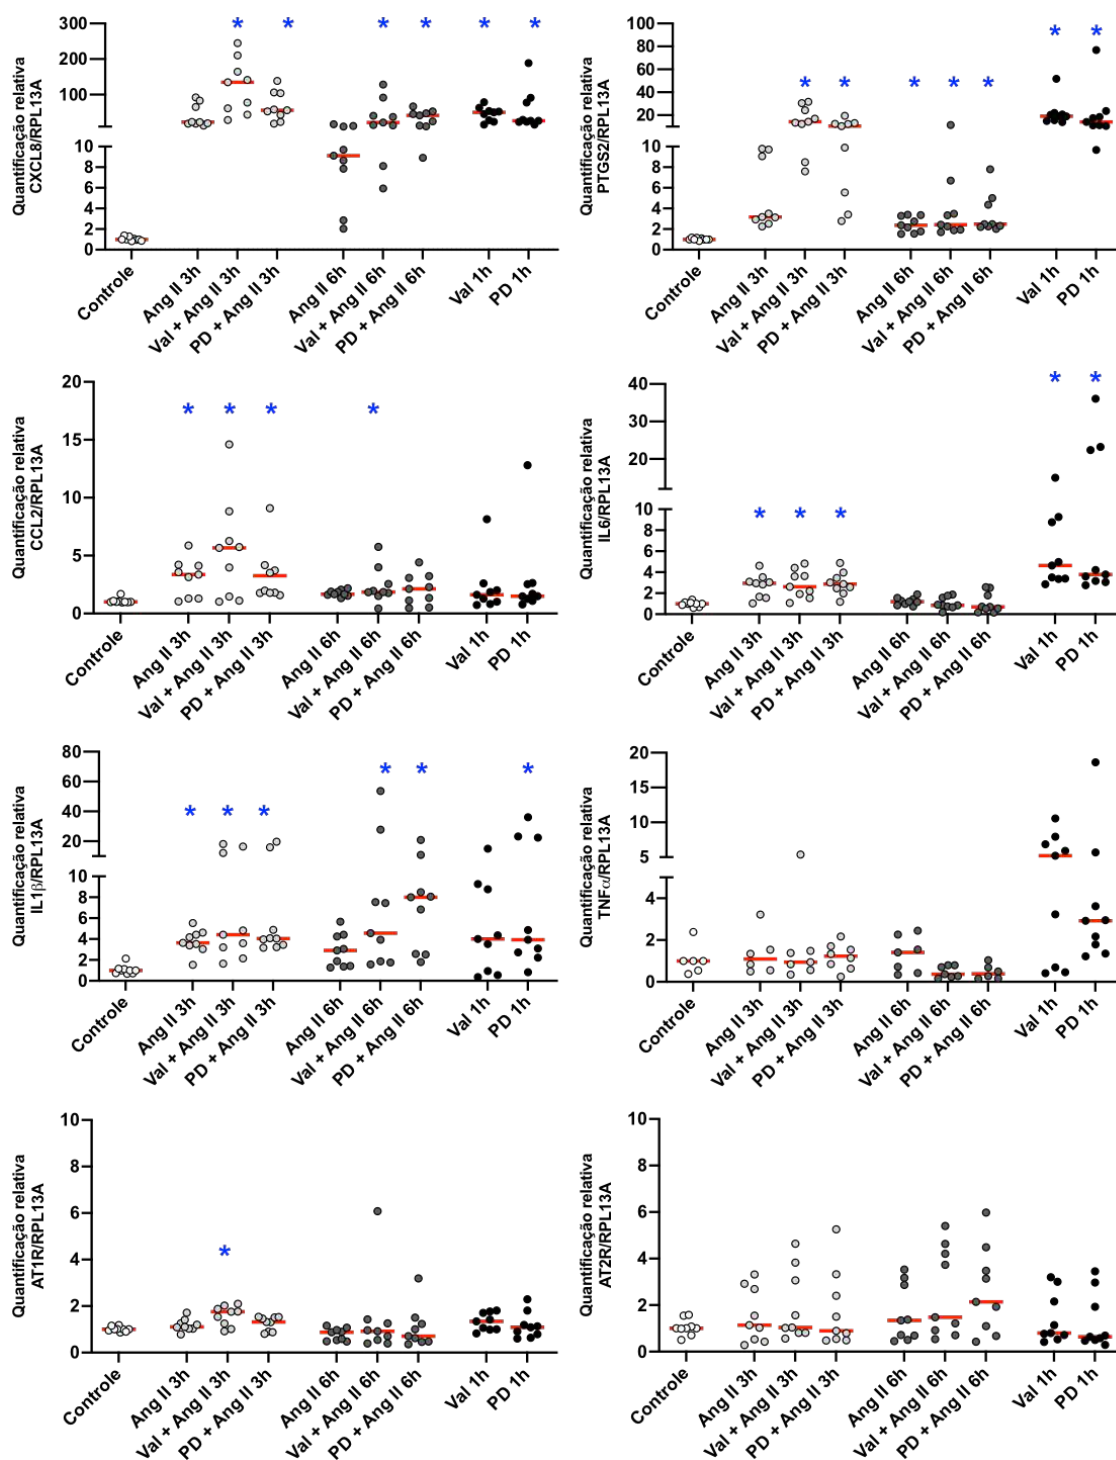 Quantificação relativa
CXCL8/RPL13A
300
200
100
10
8
6
4
2
0
* * * * * *
Controle
Ang II 3h
Val + Ang II 3h
PD + Ang II 3h
Ang II 6h
Val + Ang II 6h
PD + Ang II 6h
Val 1h
PD 1h
Quantificação relativa
PTGS2/RPL13A
100
80
60
40
20
10
8
6
4
2
0
* * * * * * *
Controle
Ang II 3h
Val + Ang II 3h
PD + Ang II 3h
Ang II 6h
Val + Ang II 6h
PD + Ang II 6h
Val 1h
PD 1h
Quantificação relativa
CCL2/RPL13A
20
15
10
5
0
* * * *
Controle
Ang II 3h
Val + Ang II 3h
PD + Ang II 3h
Ang II 6h
Val + Ang II 6h
PD + Ang II 6h
Val 1h
PD 1h
Quantificação relativa
IL6/RPL13A
40
30
20
10
8
6
4
2
0
* * * * *
Controle
Ang II 3h
Val + Ang II 3h
PD + Ang II 3h
Ang II 6h
Val + Ang II 6h
PD + Ang II 6h
Val 1h
PD 1h
Quantificação relativa
IL1β/RPL13A
80
60
40
20
10
8
6
4
2
0
* * * * * *
Controle
Ang II 3h
Val + Ang II 3h
PD + Ang II 3h
Ang II 6h
Val + Ang II 6h
PD + Ang II 6h
Val 1h
PD 1h
Quantificação relativa
TNFα/RPL13A
20
15
10
5
4
2
0
Controle
Ang II 3h
Val + Ang II 3h
PD + Ang II 3h
Ang II 6h
Val + Ang II 6h
PD + Ang II 6h
Val 1h
PD 1h
Quantificação relativa
AT1R/RPL13A
10
8
6
4
2
0
*
Controle
Ang II 3h
Val + Ang II 3h
PD + Ang II 3h
Ang II 6h
Val + Ang II 6h
PD + Ang II 6h
Val 1h
PD 1h
Quantificação relativa
AT2R/RPL13A
10
8
6
4
2
0
Controle
Ang II 3h
Val + Ang II 3h
PD + Ang II 3h
Ang II 6h
Val + Ang II 6h
PD + Ang II 6h
Val 1h
PD 1h